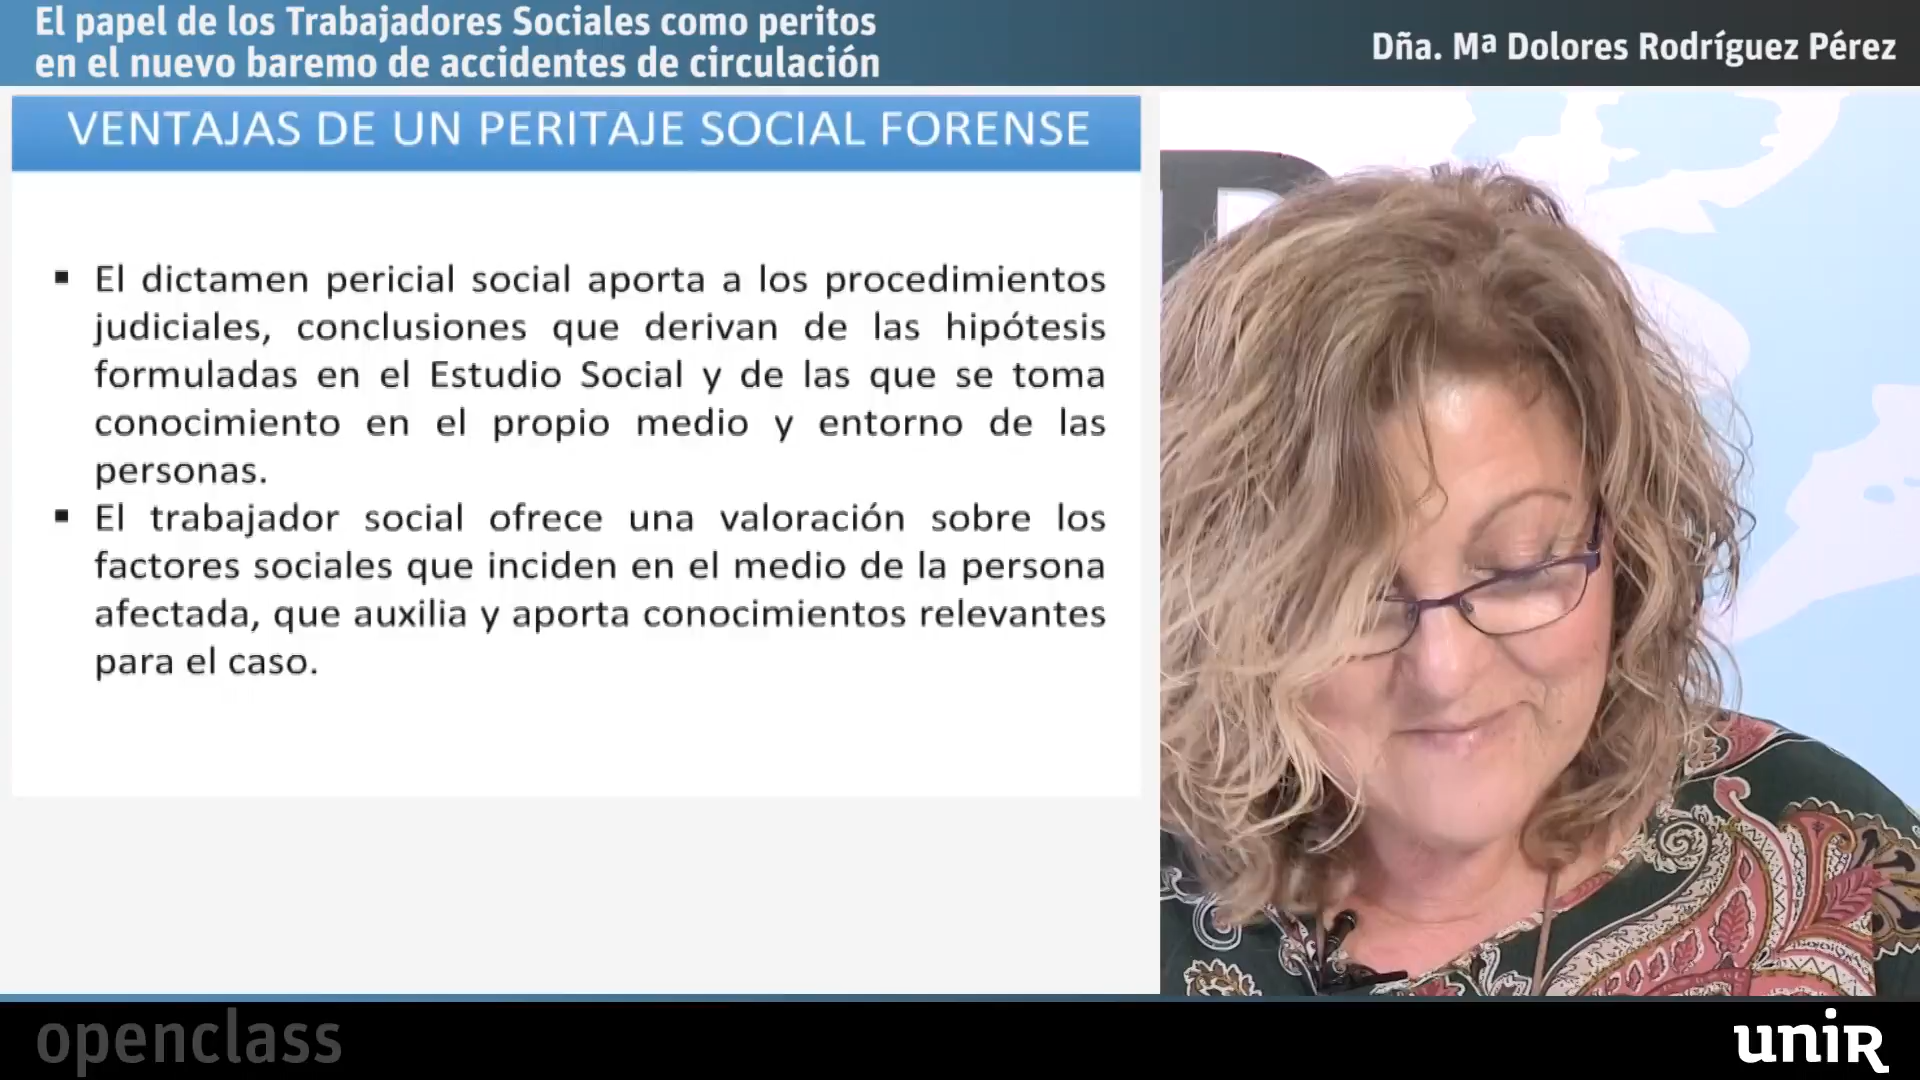 El papel de los Trabajadores Sociales como peritos
en el nuevo baremo de accidentes de circulación
Dña. Mª Dolores Rodríguez Pérez
VENTAJAS DE UN PERITAJE SOCIAL FORENSE
▪ El dictamen pericial social aporta a los procedimientos
judiciales, conclusiones que derivan de las hipótesis
formuladas en el Estudio Social y de las que se toma
conocimiento en el propio medio y entorno de las
personas.
▪ El trabajador social ofrece una valoración sobre los
factores sociales que inciden en el medio de la persona
afectada, que auxilia y aporta conocimientos relevantes
para el caso.
openclass
uniR